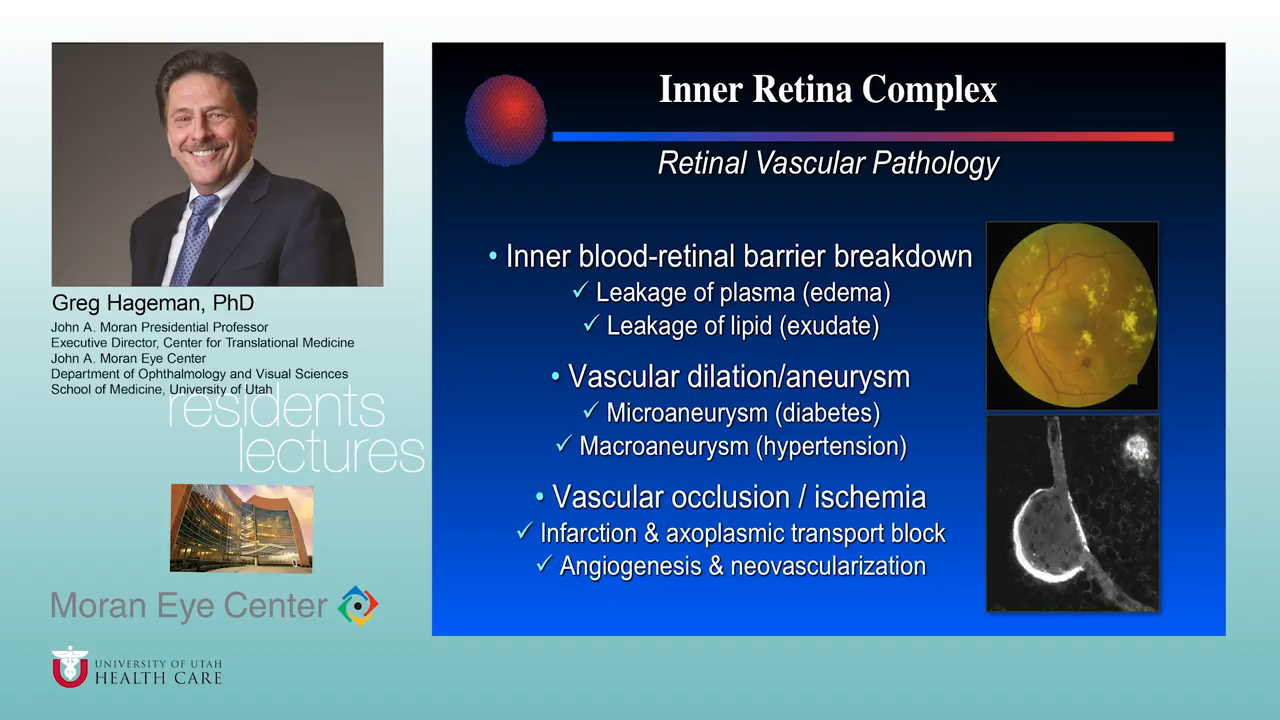 Greg Hageman, PhD
John A. Moran Presidential Professor
Executive Director, Center for Translational Medicine
John A. Moran Eye Center
Department of Ophthalmology and Visual Sciences
School of Medicine, University of Utah
residents
lectures
Moran Eye Center
UNIVERSITY OF UTAH
HEALTH CARE
Inner Retina Complex
Retinal Vascular Pathology
• Inner blood-retinal barrier breakdown
✓ Leakage of plasma (edema)
✓ Leakage of lipid (exudate)
• Vascular dilation/aneurysm
✓ Microaneurysm (diabetes)
✓ Macroaneurysm (hypertension)
• Vascular occlusion / ischemia
✓ Infarction & axoplasmic transport block
✓ Angiogenesis & neovascularization